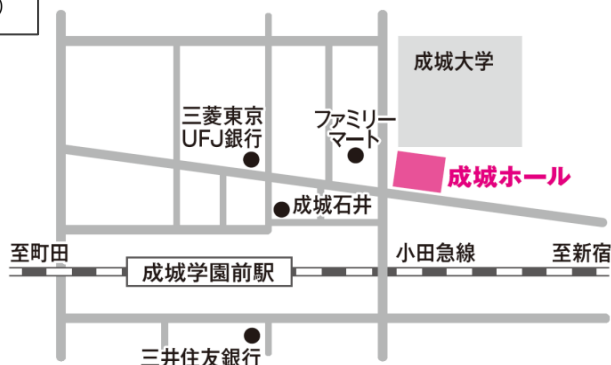 ）
成城大学
三菱東京
UFJ銀行
ファミリー
マート
成城ホール
成城石井
至町田
小田急線
至新宿
成城学園前駅
三井住友銀行